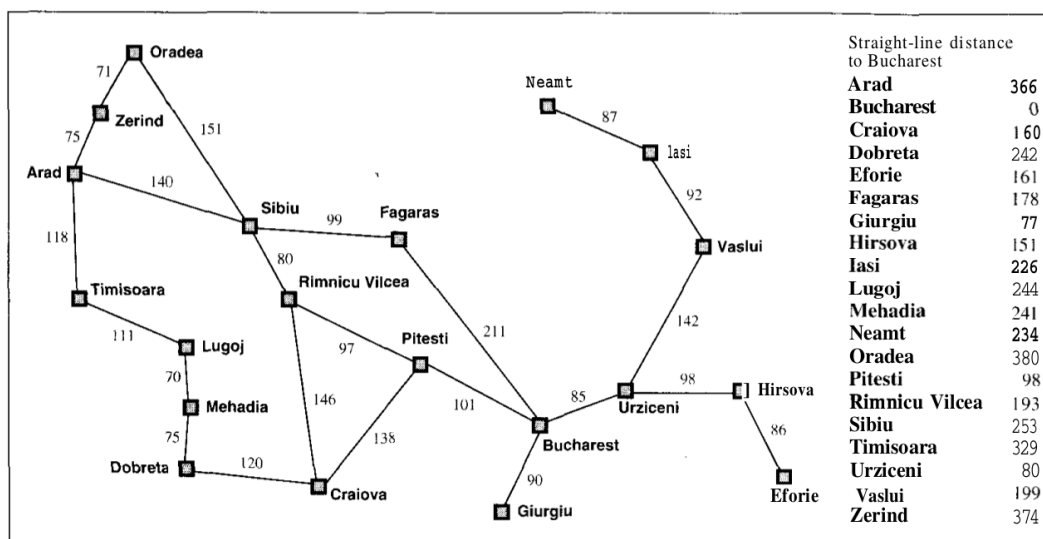 Oradea
71
Neamt
Zerind
87
151
75
Iasi
Arad
140
92
Sibiu
99
Fagaras
118
Vaslui
80
Rimnicu Vilcea
Timisoara
142
111
211
Pitesti
Lugoj
97
70
98
Hirsova
85
Mehadia
146
101
Urziceni
138
86
75
Bucharest
120
Dobreta
90
Craiova
Eforie
Giurgiu
Straight-line distance
to Bucharest
Arad 366
Bucharest 0
Craiova 160
Dobreta 242
Eforie 161
Fagaras 178
Giurgiu 77
Hirsova 151
Iasi 226
Lugoj 244
Mehadia 241
Neamt 234
Oradea 380
Pitesti 98
Rimnicu Vilcea 193
Sibiu 253
Timisoara 329
Urziceni 80
Vaslui 199
Zerind 374